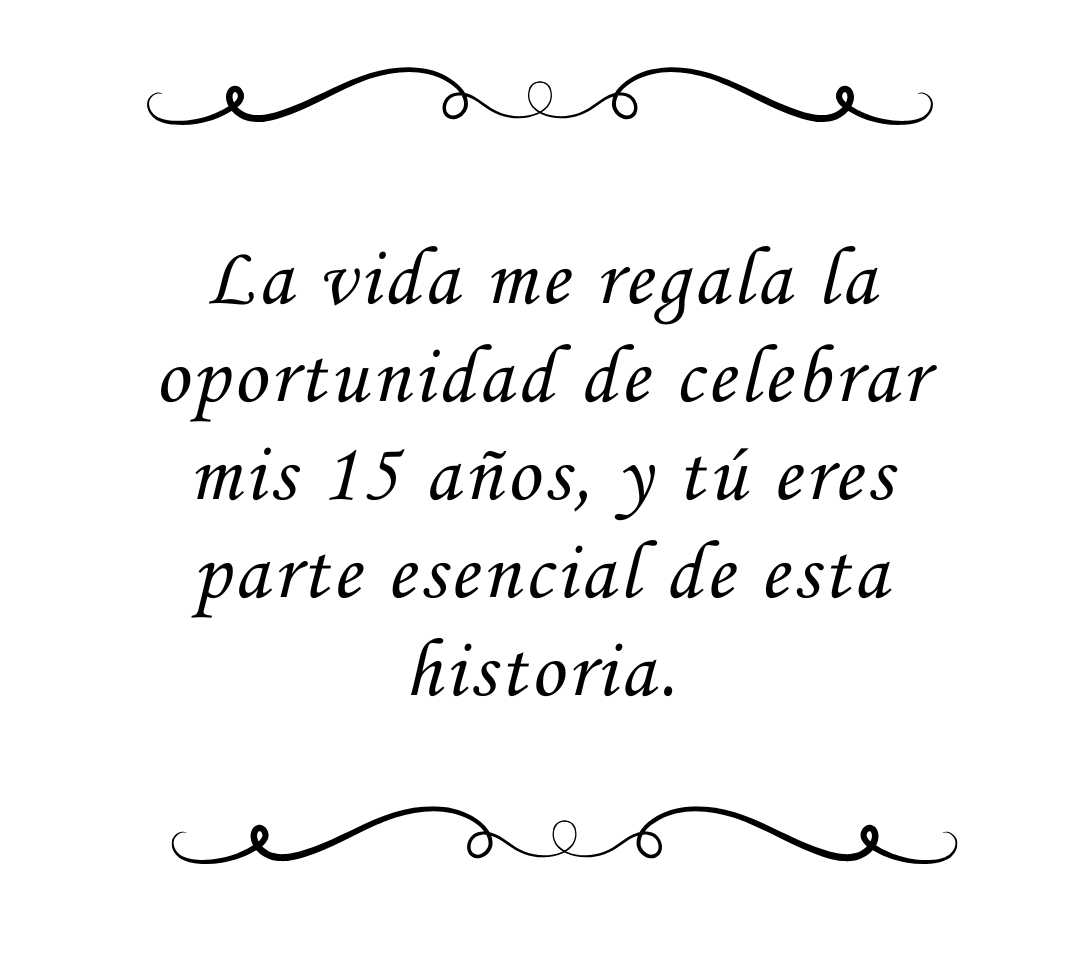 La vida me regala la
oportunidad de celebrar
mis 15 años, y tú eres
parte esencial de esta
historia.